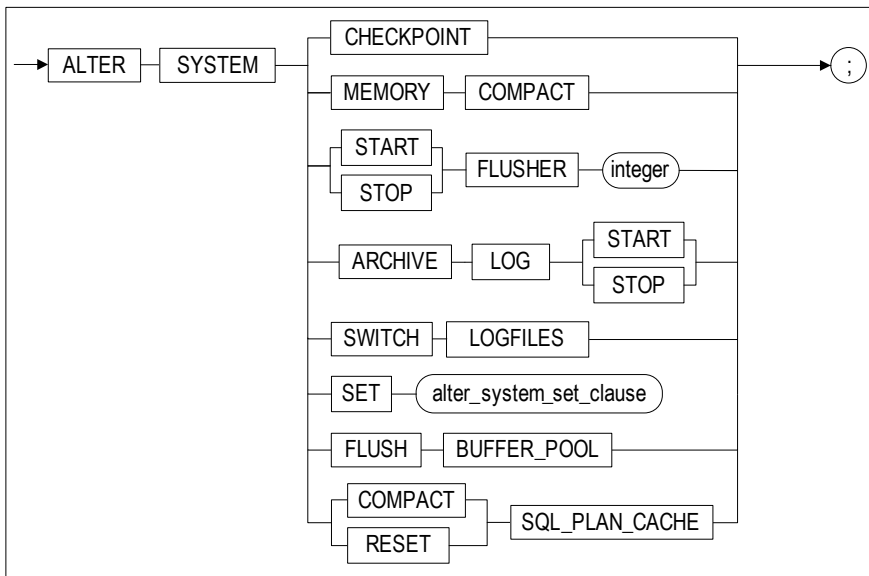 CHECKPOINT
ALTER SYSTEM ;
MEMORY COMPACT
START
FLUSHER integer
STOP
START
ARCHIVE LOG
STOP
SWITCH LOGFILES
SET alter_system_set_clause
FLUSH BUFFER_POOL
COMPACT
SQL_PLAN_CACHE
RESET